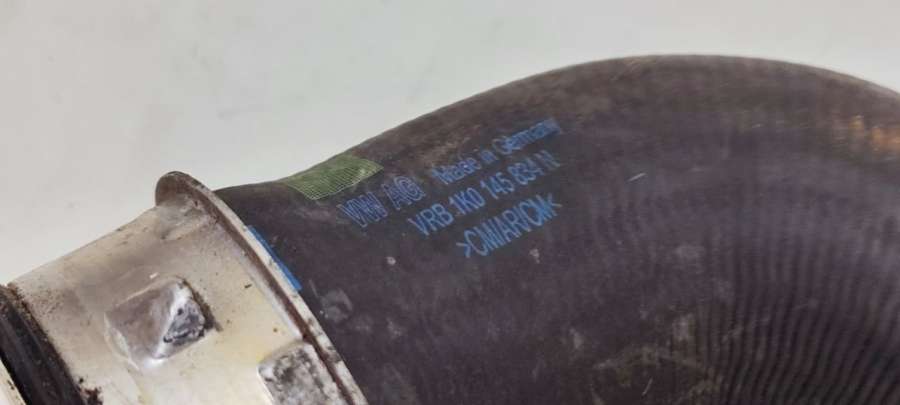 VW AG Made in Germany
VRB 1K0 145 834 N
>CM/AR/CM<